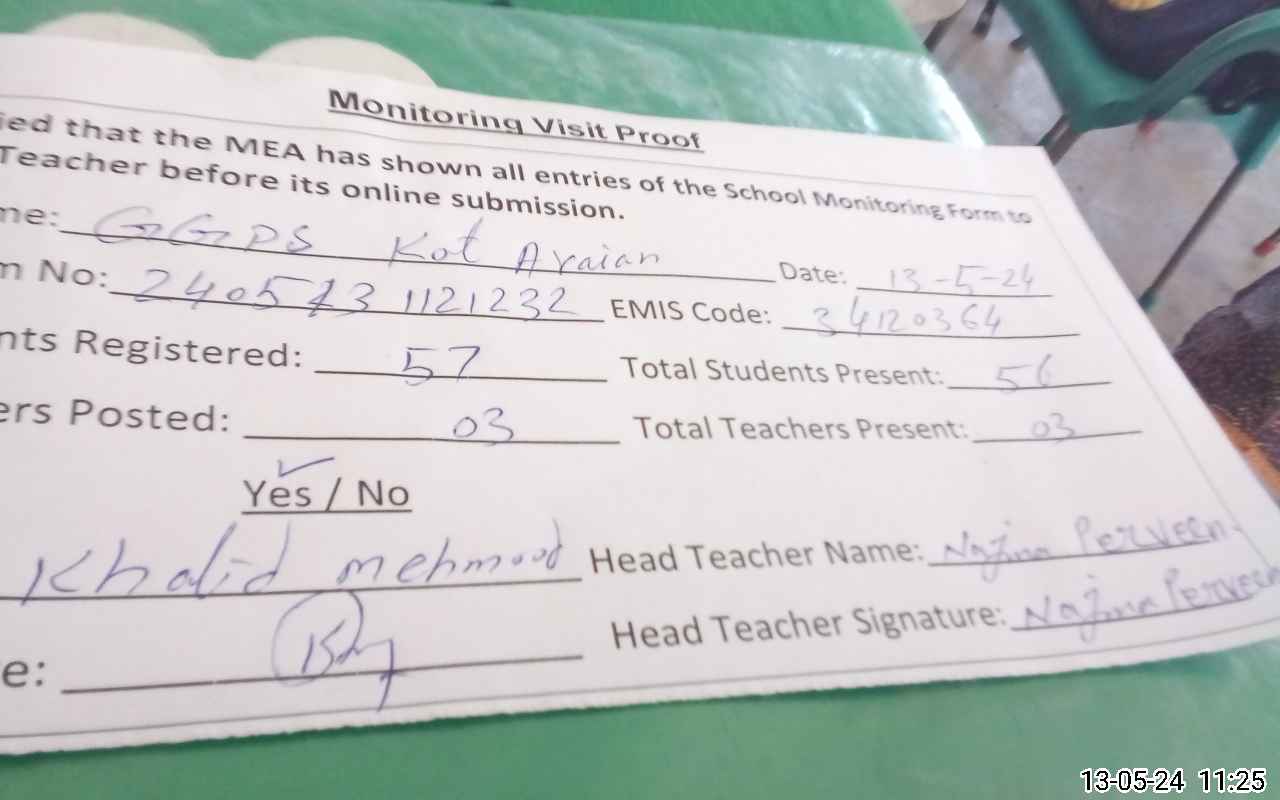 Monitoring Visit Proof
ied that the MEA has shown all entries of the School Monitoring Form to
Teacher before its online submission.
me: GGPS Kot Araian Date: 13-5-24
m No: 240513 1121232 EMIS Code: 34120364
nts Registered: 57 Total Students Present: 56
ers Posted: 03 Total Teachers Present: 03
Yes / No
Khalid mehmood Head Teacher Name: Najma Perveen
e: Head Teacher Signature: Najma Perveen
13-05-24 11:25